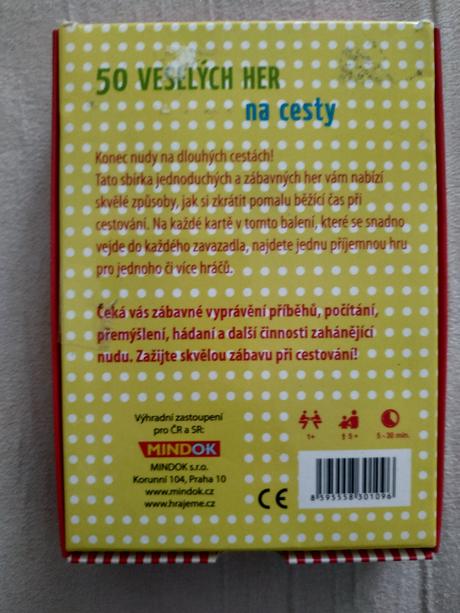 50 VESELÝCH HER
na cesty
Konec nudy na dlouhých cestách!
Tato sbírka jednoduchých a zábavných her vám nabízí
skvělé způsoby, jak si zkrátit pomalu běžící čas při
cestování. Na každé kartě v tomto balení, které se snadno
vejde do každého zavazadla, najdete jednu příjemnou hru
pro jednoho či více hráčů.
Čeká vás zábavné vyprávění příběhů, počítání,
přemýšlení, hádaní a další činnosti zahánějící
nudu. Zažijte skvělou zábavu při cestování!
Výhradní zastoupení
pro ČR a SR:
MINDOK
MINDOK s.r.o.
Korunní 104, Praha 10
www.mindok.cz
www.hrajeme.cz
1+
5+
5 - 30 min.
CE
8 595558 301096